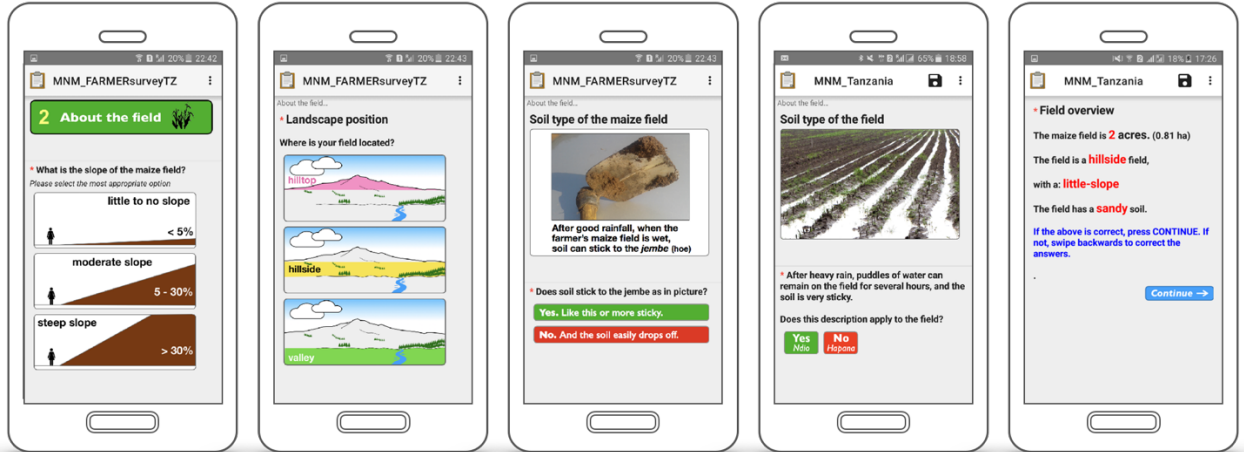 20% 22:42
MNM_FARMERsurveyTZ
2 About the field
* What is the slope of the maize field?
Please select the most appropriate option
little to no slope
< 5%
moderate slope
5 - 30%
steep slope
> 30%
20% 22:43
MNM_FARMERsurveyTZ
About the field...
* Landscape position
Where is your field located?
hilltop
hillside
valley
20% 22:43
MNM_FARMERsurveyTZ
About the field...
Soil type of the maize field
After good rainfall, when the
farmer's maize field is wet,
soil can stick to the jembe (hoe)
* Does soil stick to the jembe as in picture?
Yes. Like this or more sticky.
No. And the soil easily drops off.
65% 18:58
MNM_Tanzania
About the field...
Soil type of the field
* After heavy rain, puddles of water can
remain on the field for several hours, and the
soil is very sticky.
Does this description apply to the field?
Yes
Ndio
No
Hapana
18% 17:26
MNM_Tanzania
* Field overview
The maize field is 2 acres. (0.81 ha)
The field is a hillside field,
with a: little-slope
The field has a sandy soil.
If the above is correct, press CONTINUE. If
not, swipe backwards to correct the
answers.
.
Continue →